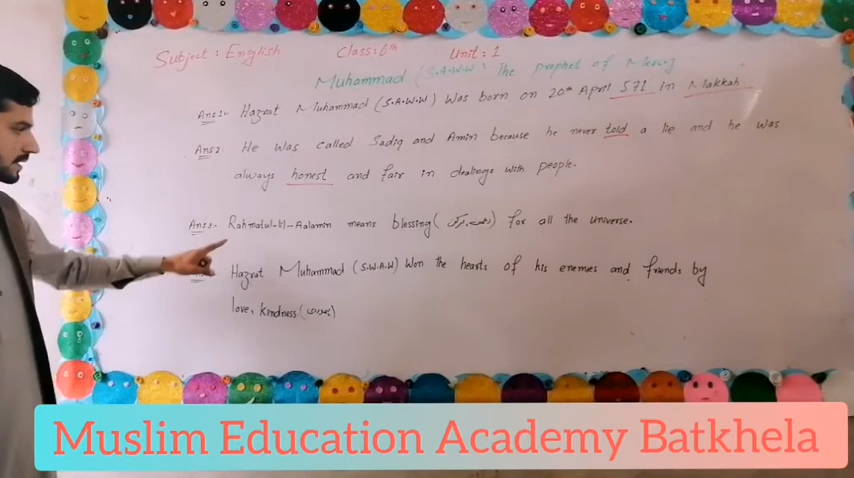 Subject : English Class: 6th Unit : 1
Muhammad (S.A.W.W) the prophet of Mercy
Ans1:- Hazrat Muhammad (S.A.W.W) was born on 20th April 571 in Makkah
Ans2:- He was called Sadiq and Amin because he never told a lie and he was
always honest and fair in dealings with people.
Ans3:- Rahmatul-lil-Aalamin means blessing( ) for all the universe.
Hazrat Muhammad (S.W.A.W) Won the hearts of his enemies and friends by
love, kindness( )
Muslim Education Academy Batkhela